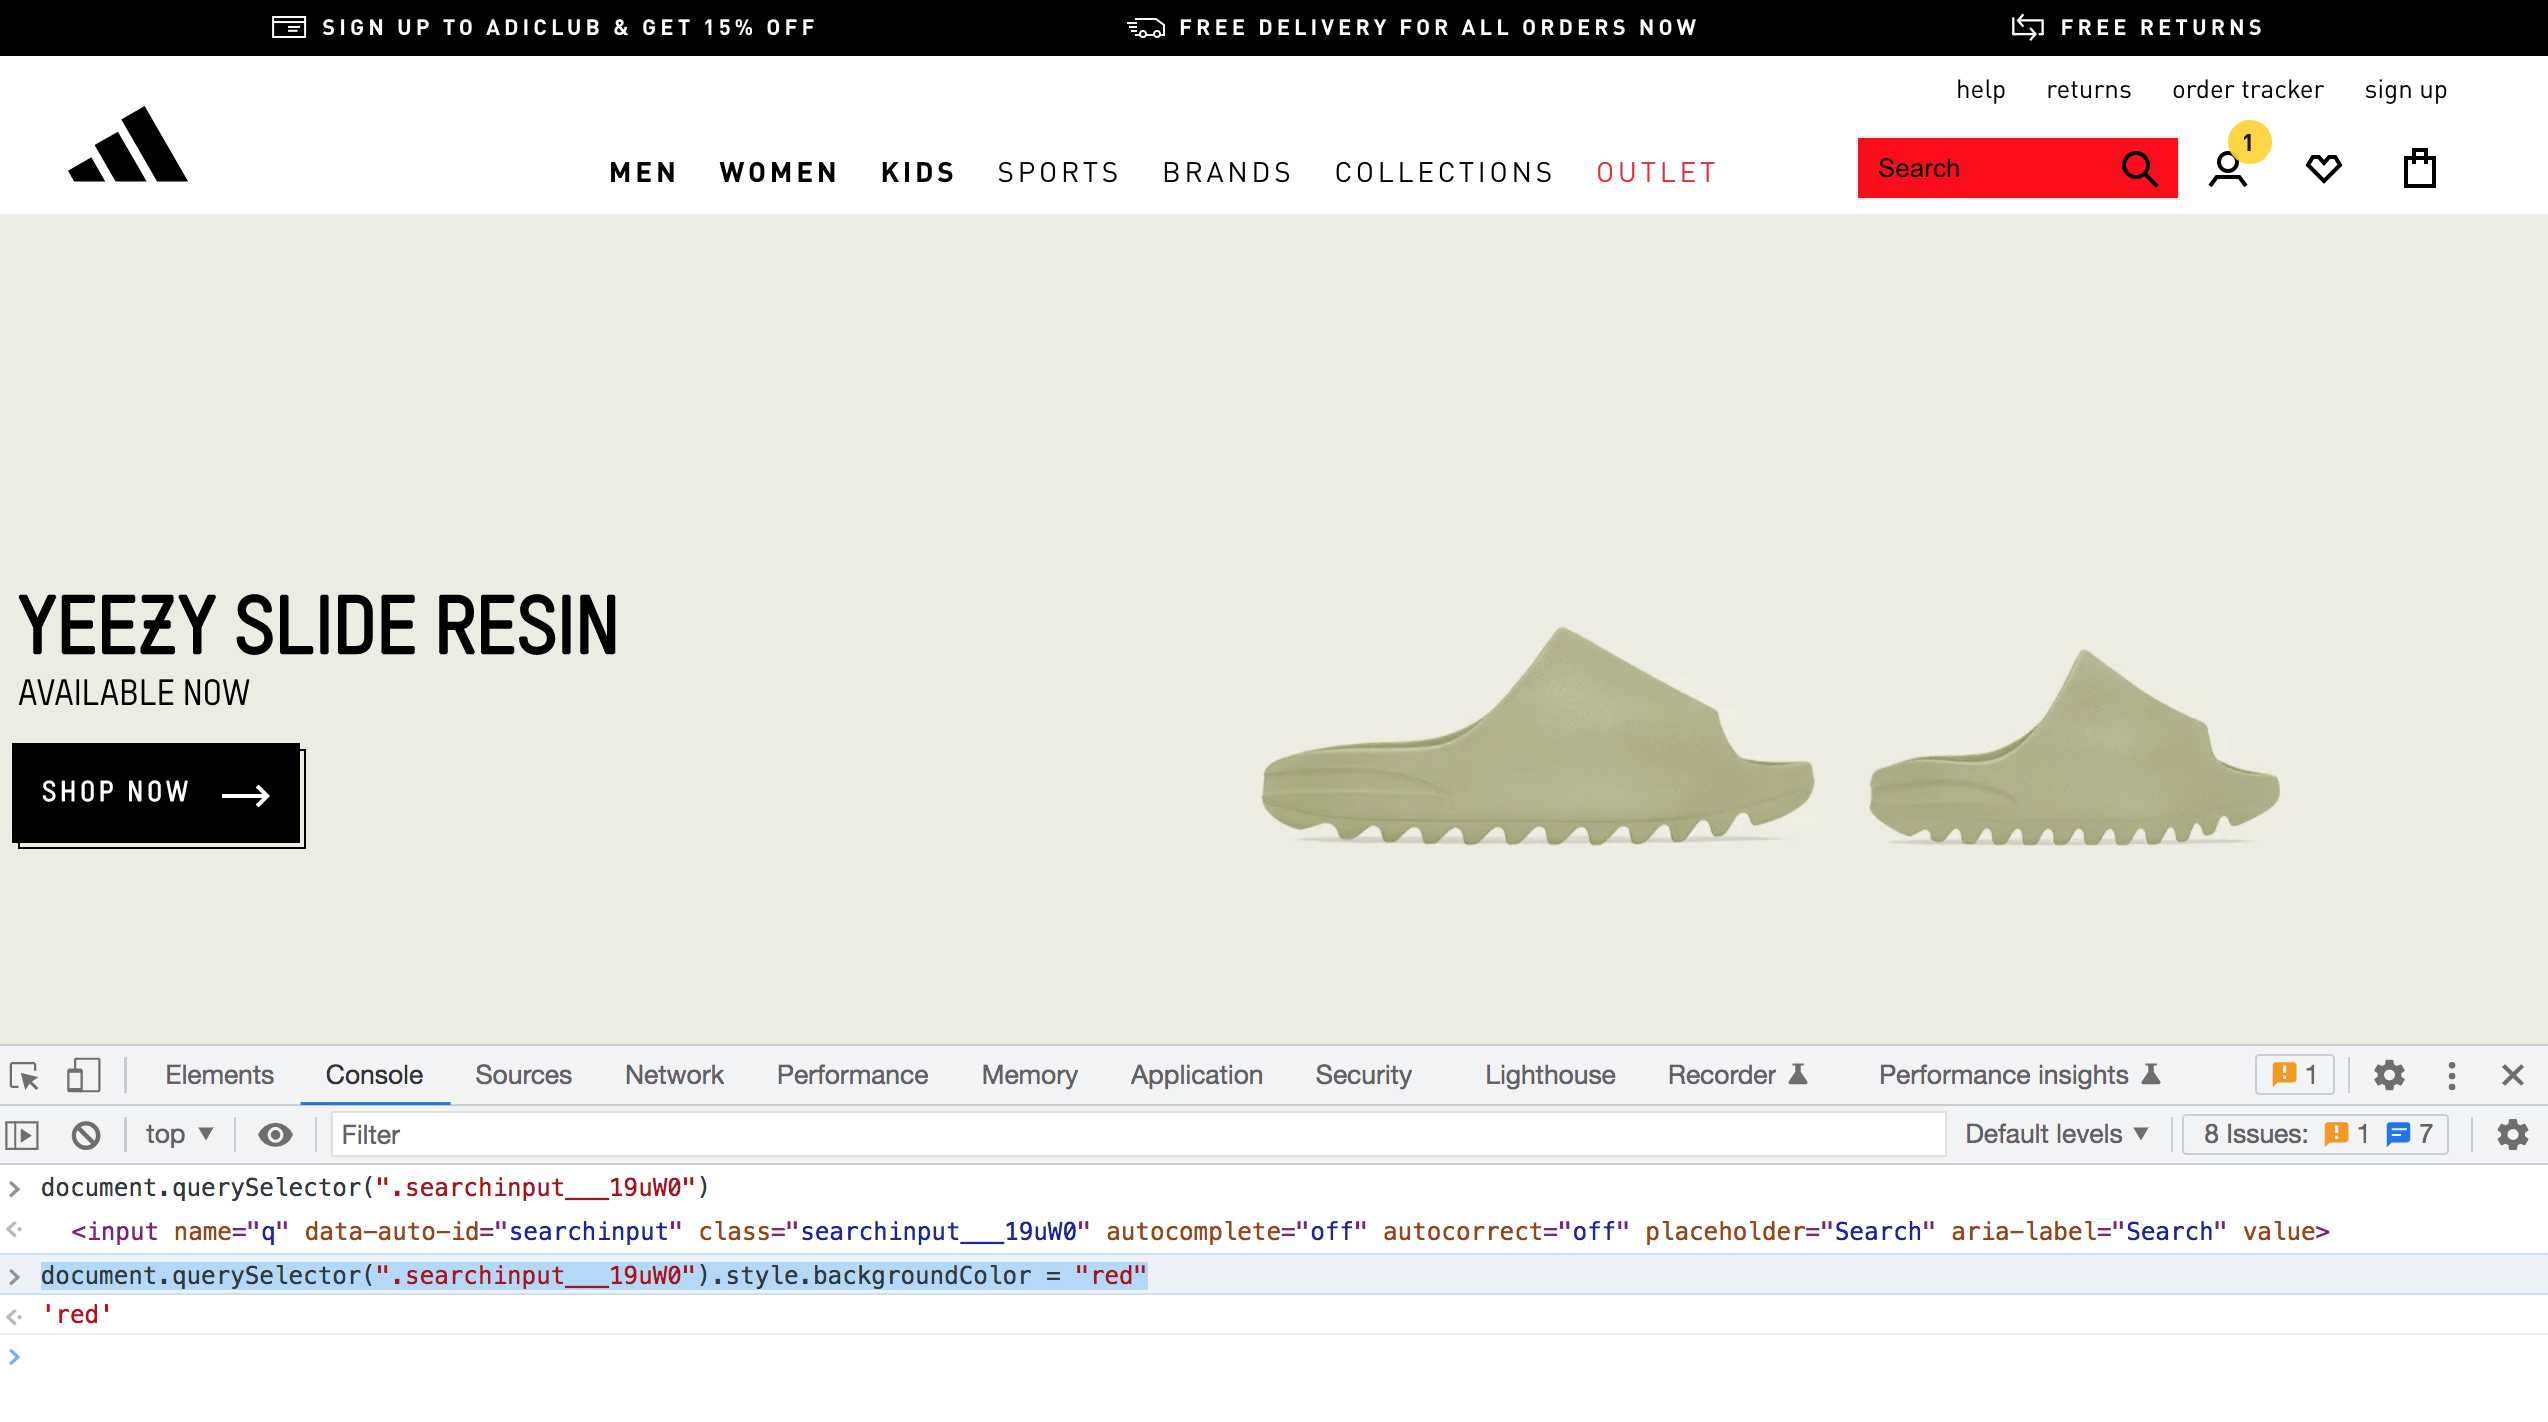 SIGN UP TO ADICLUB & GET 15% OFF
FREE DELIVERY FOR ALL ORDERS NOW
FREE RETURNS
help returns order tracker sign up
MEN WOMEN KIDS SPORTS BRANDS COLLECTIONS OUTLET
Search
1
YEEZY SLIDE RESIN
AVAILABLE NOW
SHOP NOW
Elements Console Sources Network Performance Memory Application Security Lighthouse Recorder Performance insights 1
top Filter Default levels 8 Issues: 1 7
document.querySelector(".searchinput___19uW0")
<input name="q" data-auto-id="searchinput" class="searchinput___19uW0" autocomplete="off" autocorrect="off" placeholder="Search" aria-label="Search" value>
document.querySelector(".searchinput___19uW0").style.backgroundColor = "red"
'red'